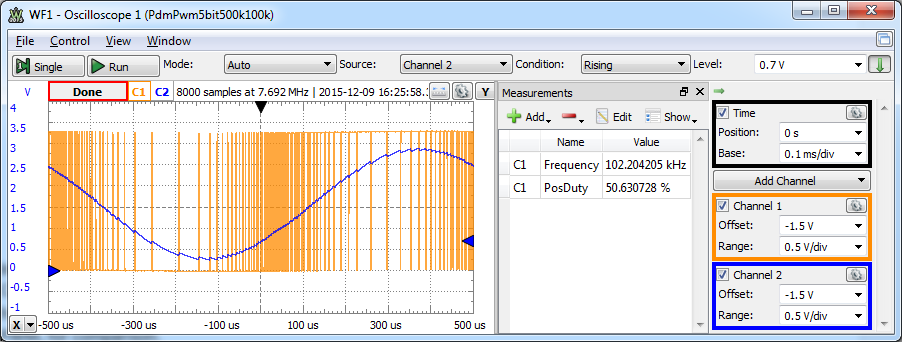 WF1 - Oscilloscope 1 (PdmPwm5bit500k100k)
File Control View Window
Single Run Mode: Auto Source: Channel 2 Condition: Rising Level: 0.7 V
V Done C1 C2 8000 samples at 7.692 MHz | 2015-12-09 16:25:58. Y
4
3.5
3
2.5
2
1.5
1
0.5
0
-0.5
-1
X -500 us -300 us -100 us 100 us 300 us 500 us
Measurements
Add Edit Show
Name Value
C1 Frequency 102.204205 kHz
C1 PosDuty 50.630728 %
Time
Position: 0 s
Base: 0.1 ms/div
Add Channel
Channel 1
Offset: -1.5 V
Range: 0.5 V/div
Channel 2
Offset: -1.5 V
Range: 0.5 V/div